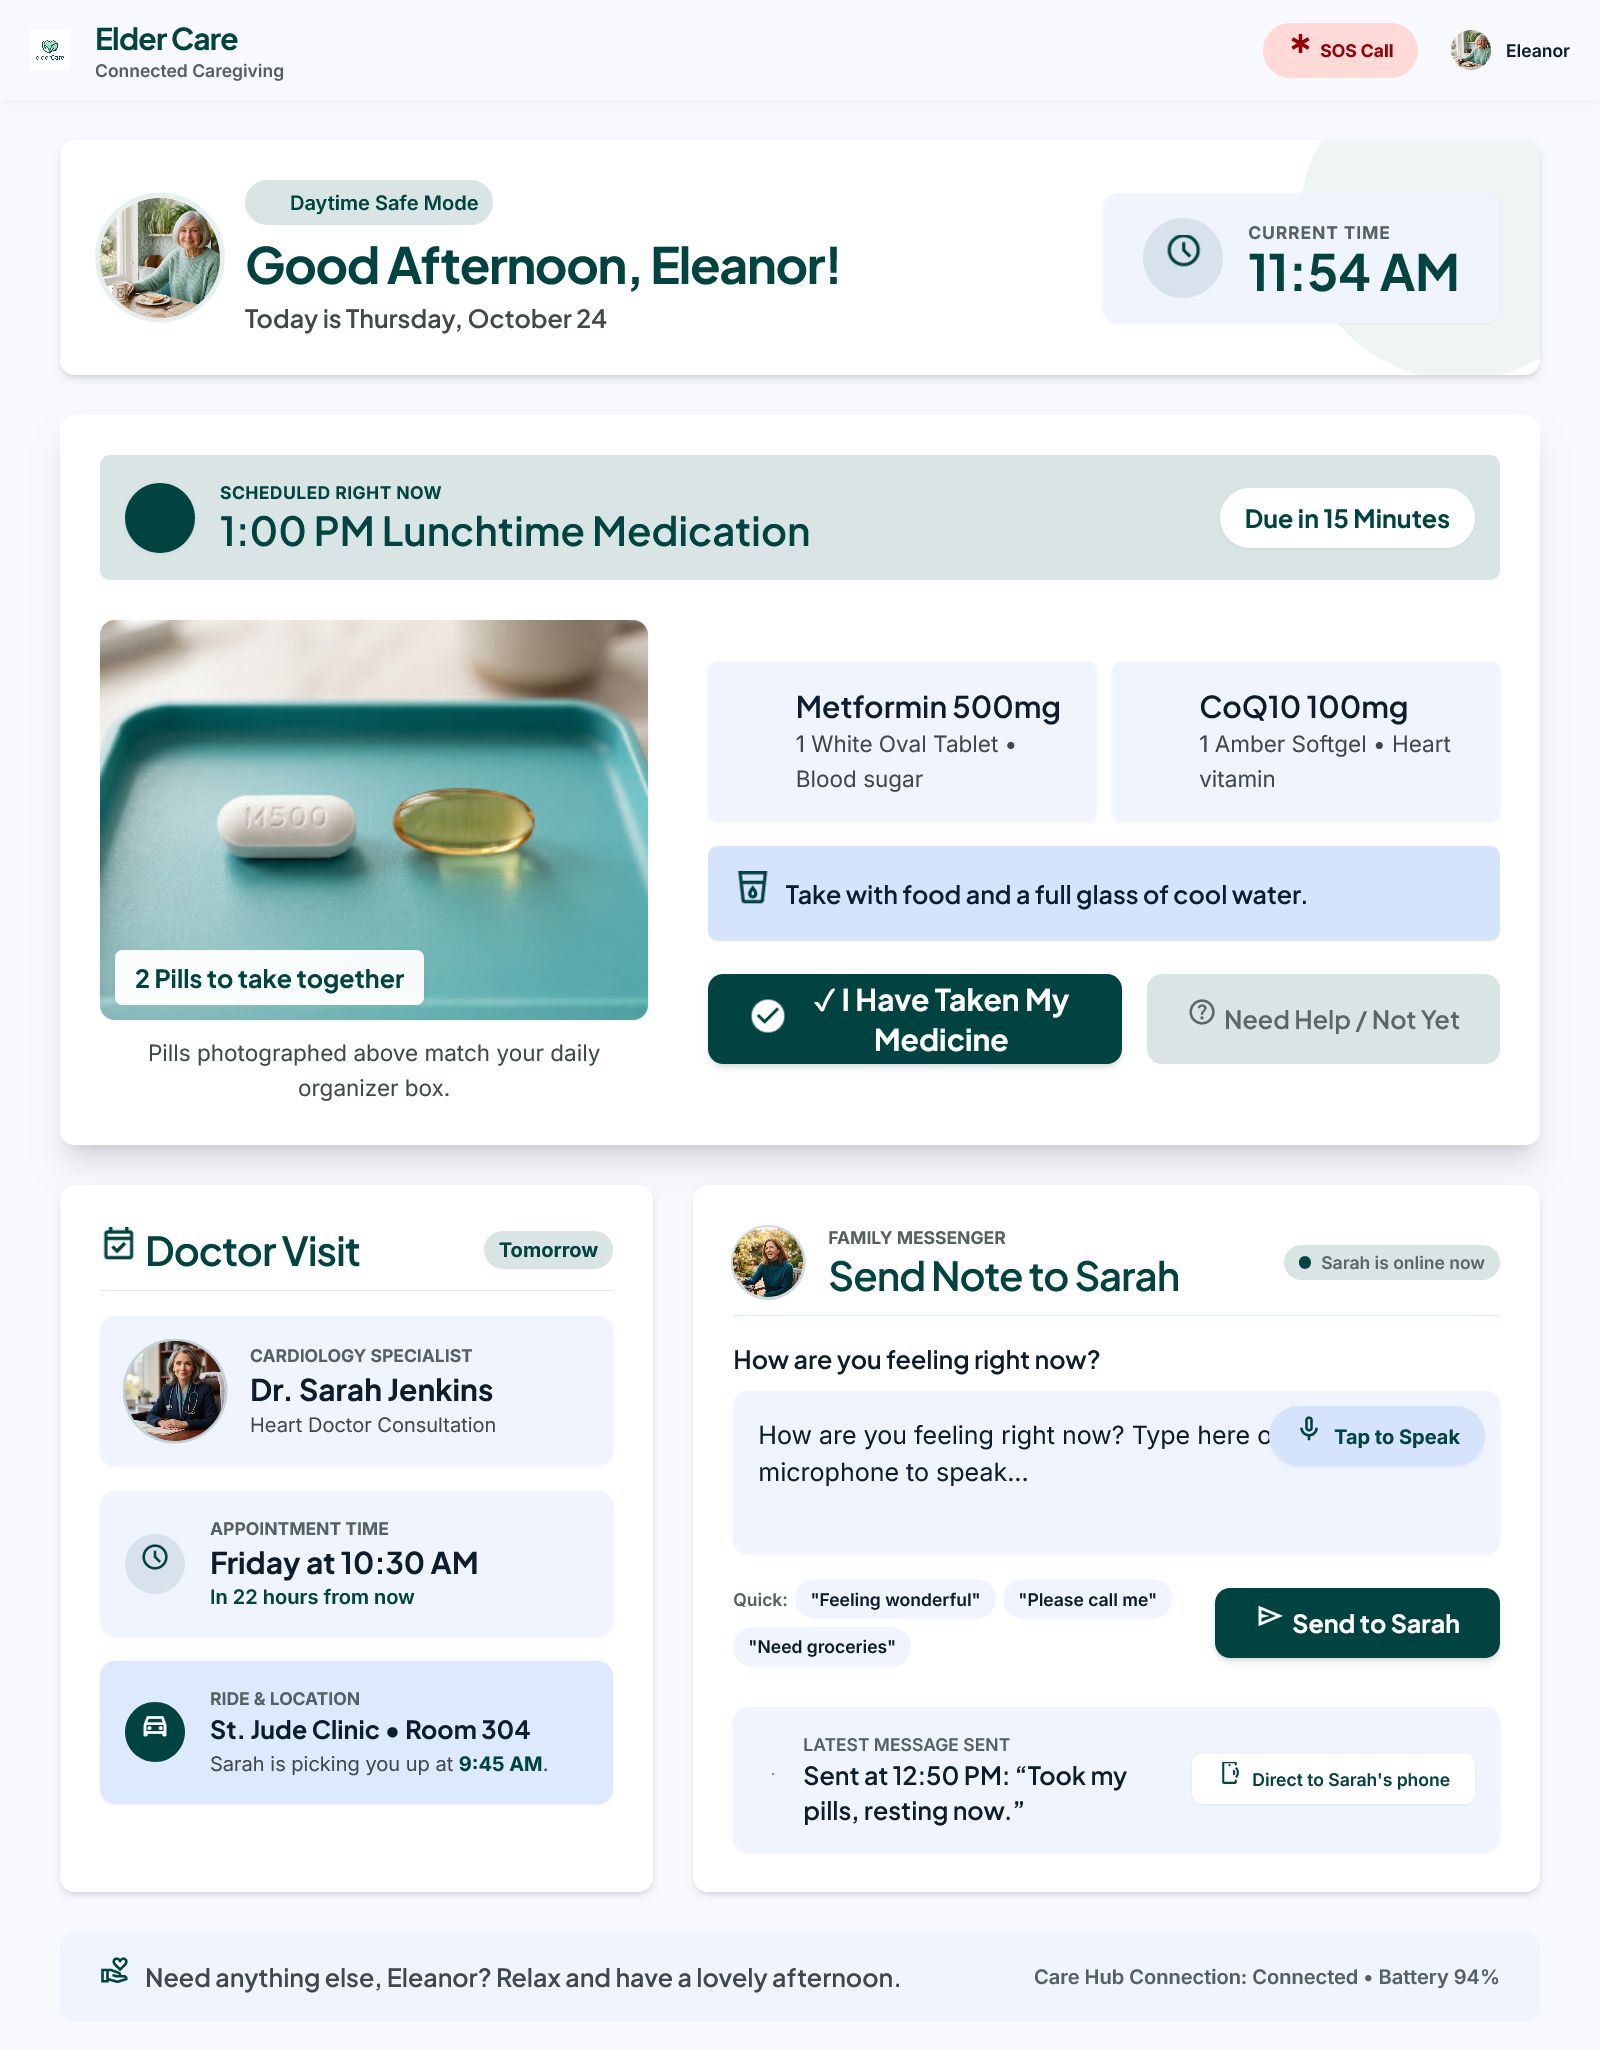 Elder Care
Connected Caregiving
SOS Call
Eleanor
Daytime Safe Mode
Good Afternoon, Eleanor!
Today is Thursday, October 24
CURRENT TIME
11:54 AM
SCHEDULED RIGHT NOW
1:00 PM Lunchtime Medication
Due in 15 Minutes
M500
2 Pills to take together
Pills photographed above match your daily
organizer box.
Metformin 500mg
1 White Oval Tablet •
Blood sugar
CoQ10 100mg
1 Amber Softgel • Heart
vitamin
Take with food and a full glass of cool water.
✓ I Have Taken My
Medicine
Need Help / Not Yet
Doctor Visit
Tomorrow
CARDIOLOGY SPECIALIST
Dr. Sarah Jenkins
Heart Doctor Consultation
APPOINTMENT TIME
Friday at 10:30 AM
In 22 hours from now
RIDE & LOCATION
St. Jude Clinic • Room 304
Sarah is picking you up at 9:45 AM.
FAMILY MESSENGER
Send Note to Sarah
Sarah is online now
How are you feeling right now?
How are you feeling right now? Type here
microphone to speak...
Tap to Speak
Quick:
"Feeling wonderful"
"Please call me"
"Need groceries"
Send to Sarah
LATEST MESSAGE SENT
Sent at 12:50 PM: “Took my
pills, resting now.”
Direct to Sarah's phone
Need anything else, Eleanor? Relax and have a lovely afternoon.
Care Hub Connection: Connected • Battery 94%